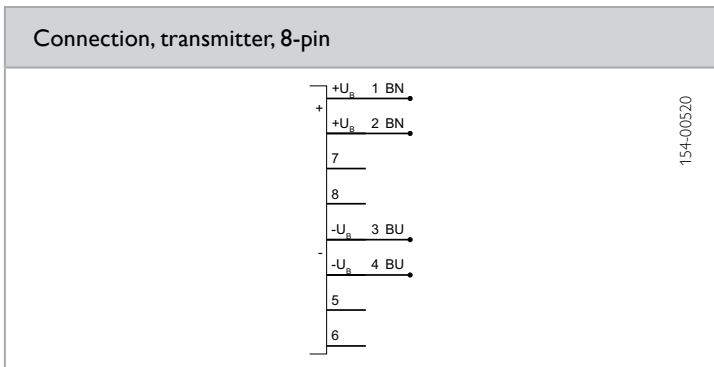 Connection, transmitter, 8-pin
+U_B 1 BN
+
+U_B 2 BN
7
8
-U_B 3 BU
-
-U_B 4 BU
5
6
154-00520